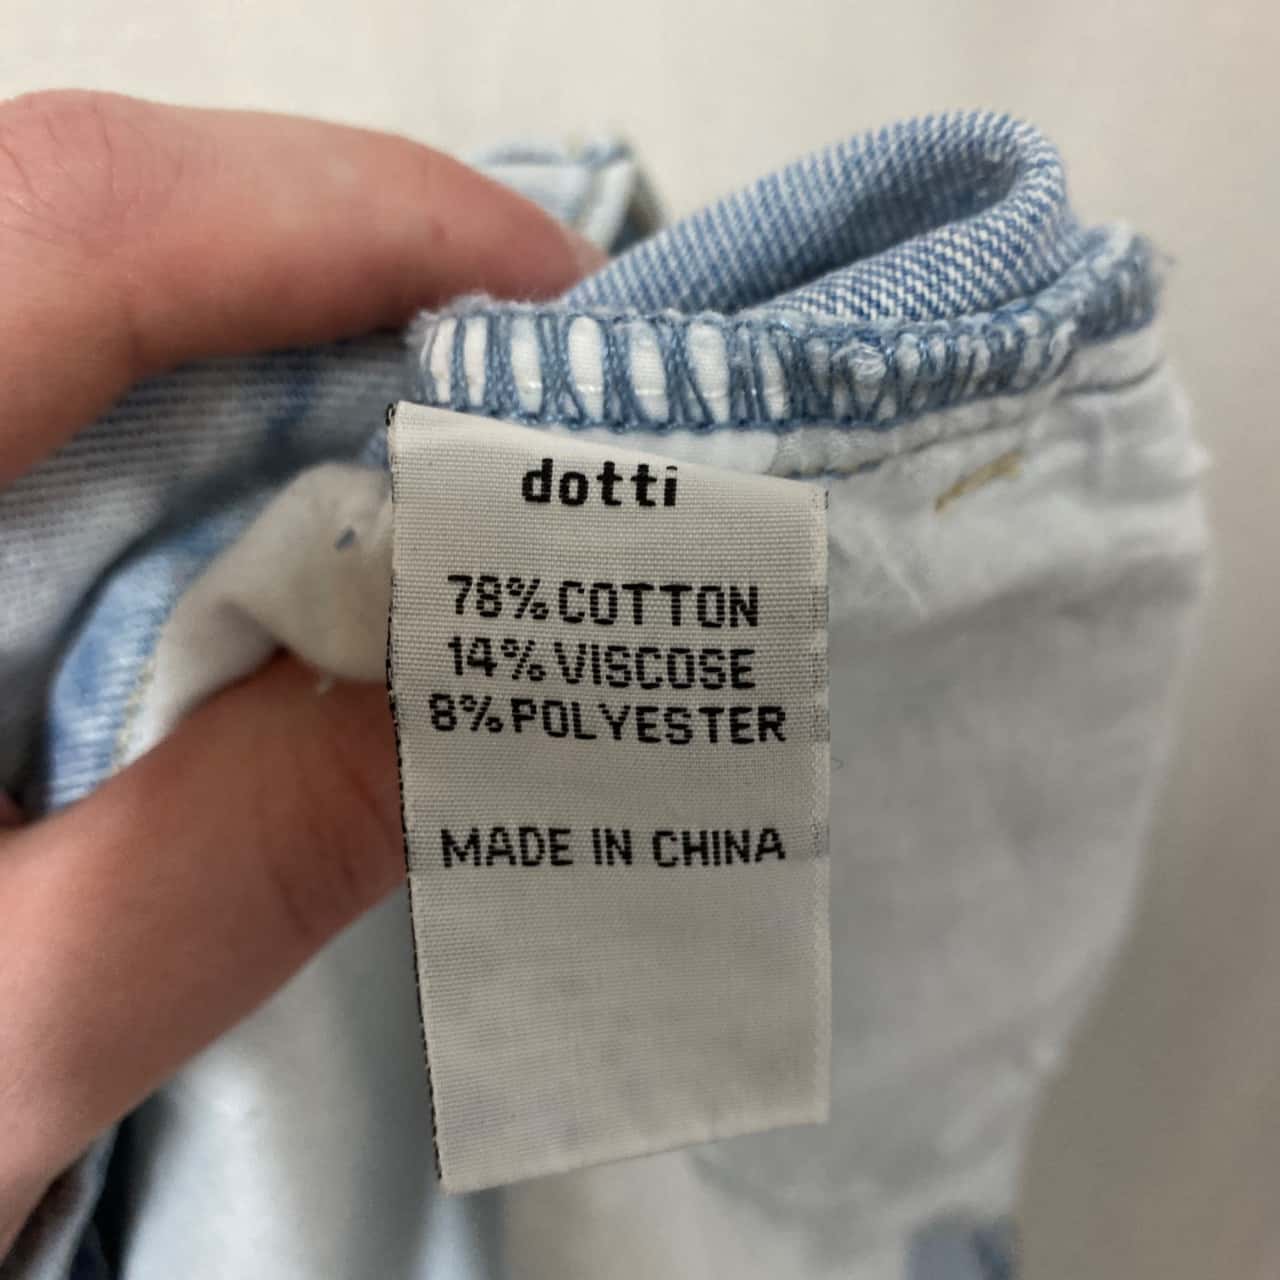 dotti
78% COTTON
14% VISCOSE
8% POLYESTER
MADE IN CHINA